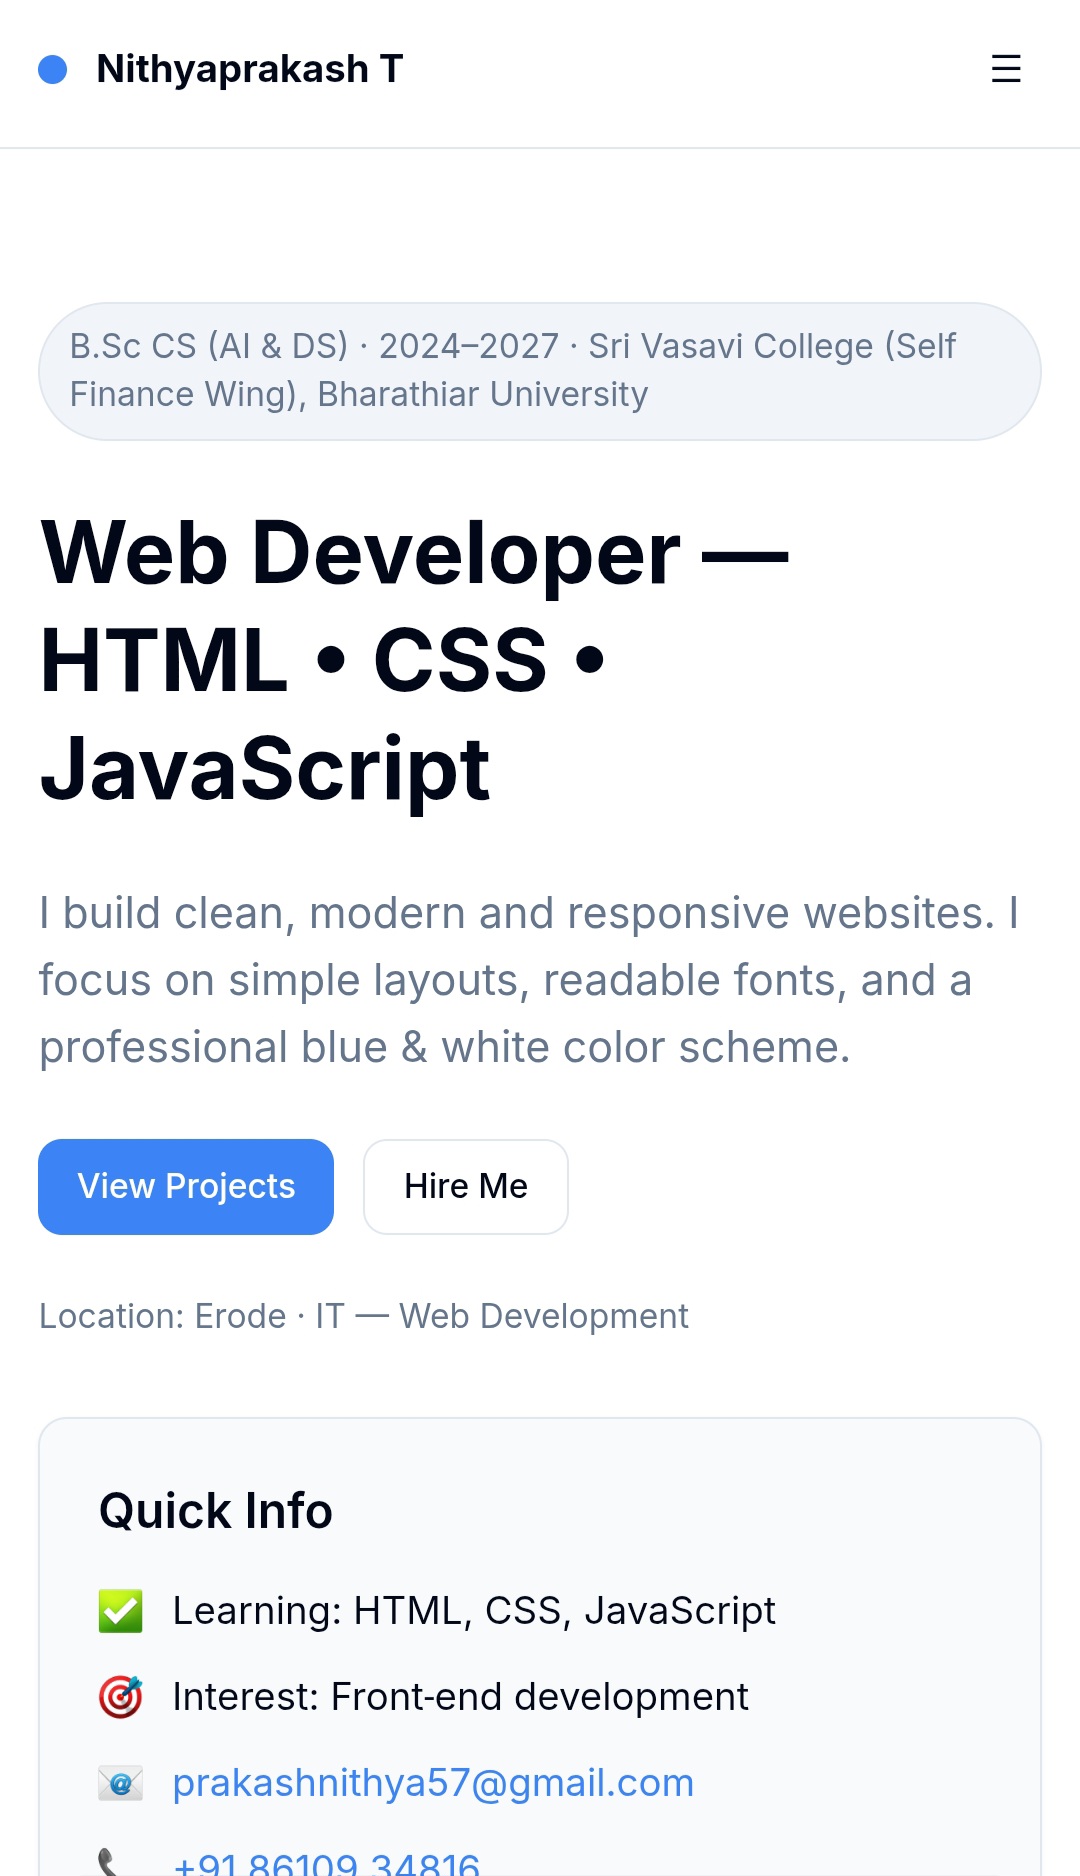 Nithyaprakash T
B.Sc CS (AI & DS) · 2024–2027 · Sri Vasavi College (Self
Finance Wing), Bharathiar University
Web Developer —
HTML • CSS •
JavaScript
I build clean, modern and responsive websites. I
focus on simple layouts, readable fonts, and a
professional blue & white color scheme.
View Projects
Hire Me
Location: Erode · IT — Web Development
Quick Info
✅ Learning: HTML, CSS, JavaScript
🎯 Interest: Front-end development
📧 prakashnithya57@gmail.com
📞 +91 86109 34816